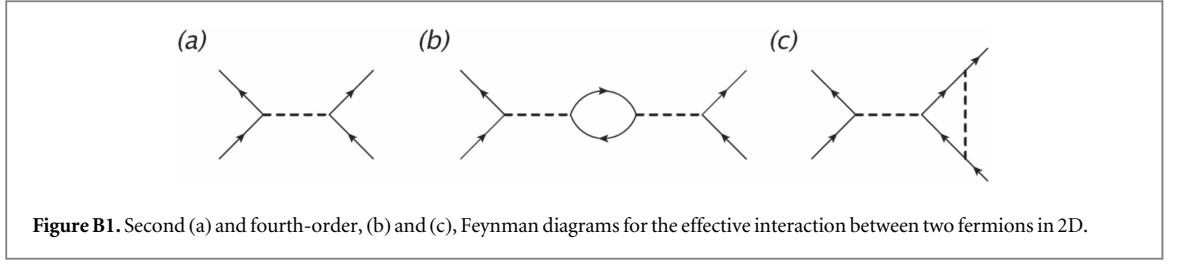 (a) (b) (c)
Figure B1. Second (a) and fourth-order, (b) and (c), Feynman diagrams for the effective interaction between two fermions in 2D.